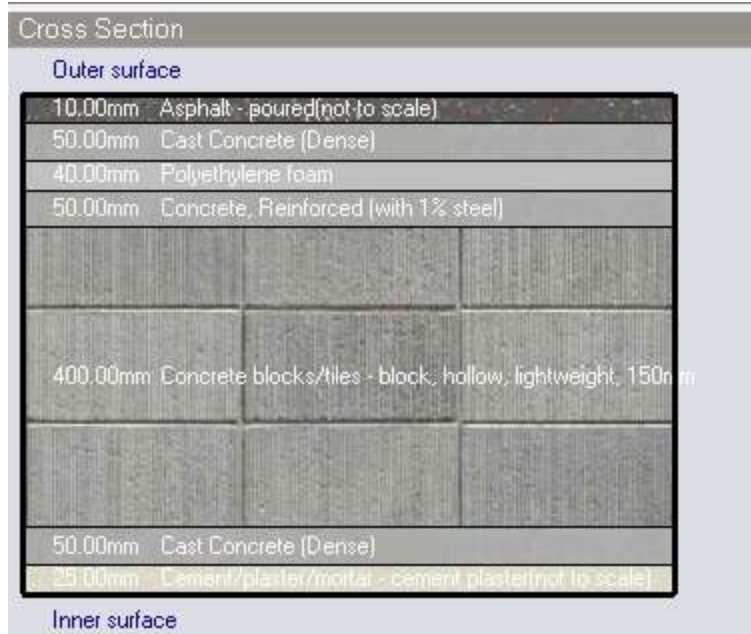 Cross Section
Outer surface
10.00mm Asphalt - poured(not to scale)
50.00mm Cast Concrete (Dense)
40.00mm Polyethylene foam
50.00mm Concrete, Reinforced (with 1% steel)
400.00mm Concrete blocks/tiles - block, hollow, lightweight, 150mm
50.00mm Cast Concrete (Dense)
25.00mm Cement/plaster/mortar - cement plaster(not to scale)
Inner surface